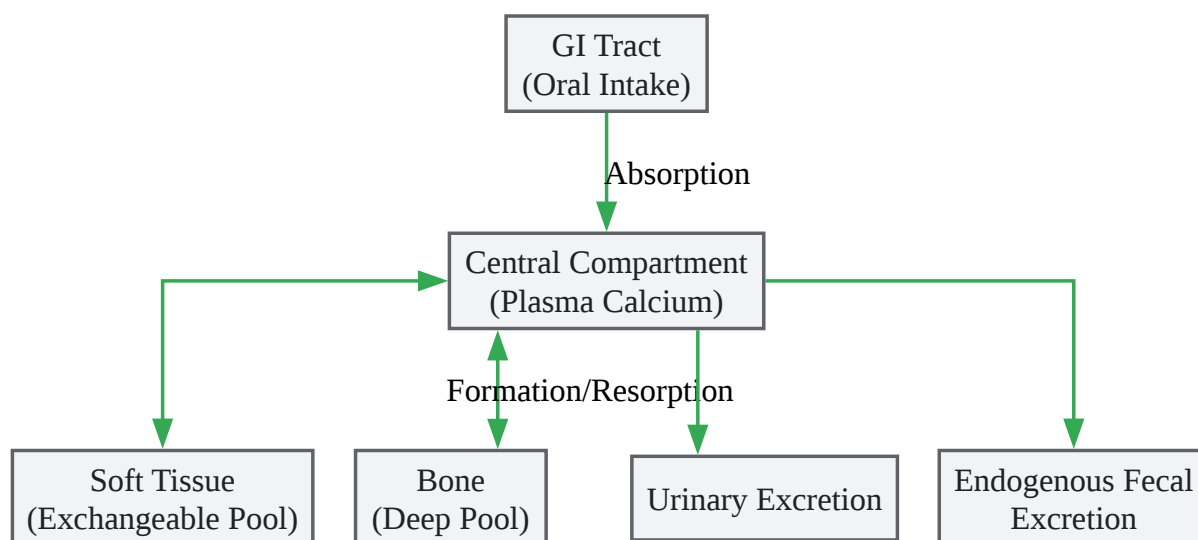 GI Tract
(Oral Intake)
Absorption
Central Compartment
(Plasma Calcium)
Formation/Resorption
Soft Tissue
(Exchangeable Pool)
Bone
(Deep Pool)
Urinary Excretion
Endogenous Fecal
Excretion